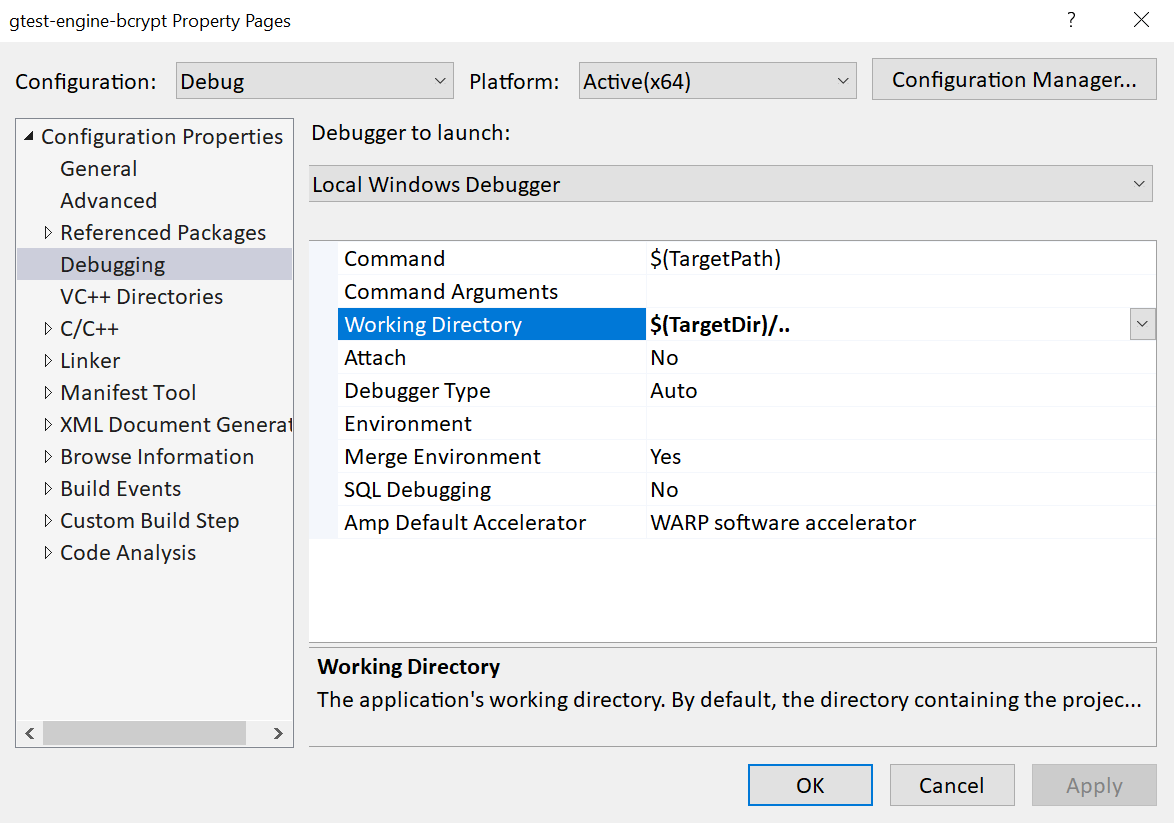 gtest-engine-bcrypt Property Pages
?
Configuration: Debug Platform: Active(x64) Configuration Manager...
Configuration Properties
General
Advanced
Referenced Packages
Debugging
VC++ Directories
C/C++
Linker
Manifest Tool
XML Document Generat
Browse Information
Build Events
Custom Build Step
Code Analysis
Debugger to launch:
Local Windows Debugger
Command $(TargetPath)
Command Arguments
Working Directory $(TargetDir)/..
Attach No
Debugger Type Auto
Environment
Merge Environment Yes
SQL Debugging No
Amp Default Accelerator WARP software accelerator
Working Directory
The application's working directory. By default, the directory containing the projec...
OK Cancel Apply